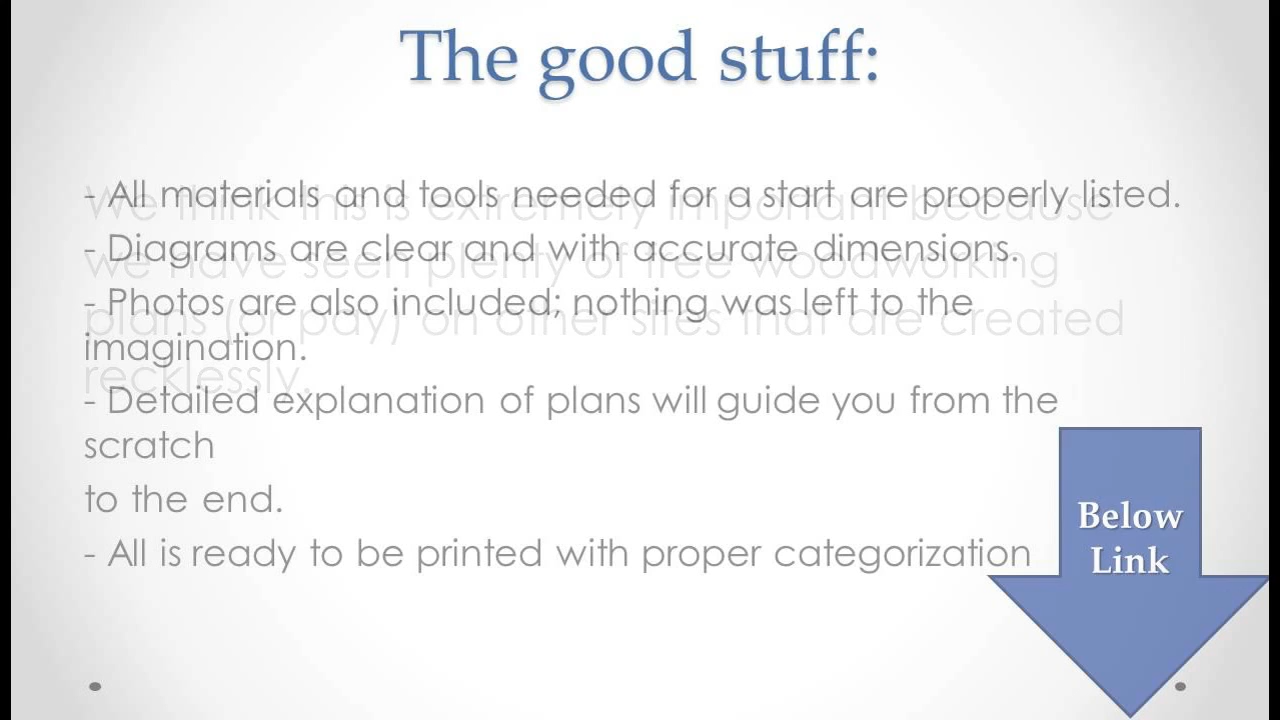 The good stuff:
- All materials and tools needed for a start are properly listed.
We think this is extremely important because
- Diagrams are clear and with accurate dimensions.
we have seen plenty of free woodworking
- Photos are also included; nothing was left to the
plans (or pay) on other sites that are created
imagination.
recklessly.
- Detailed explanation of plans will guide you from the
scratch
to the end.
- All is ready to be printed with proper categorization
Below
Link